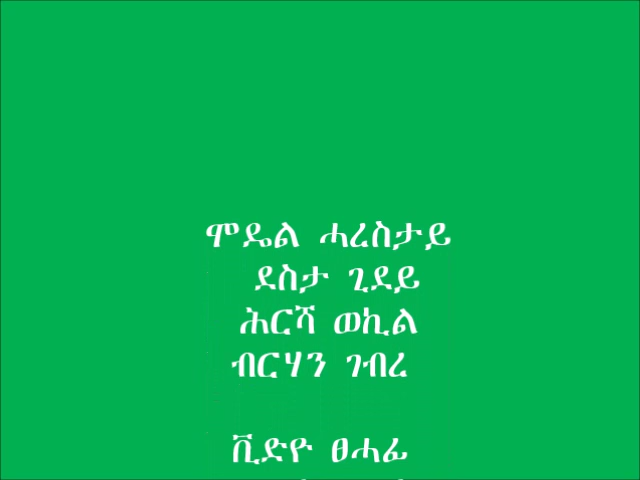 ሞዴል ሓረስታይ
ደስታ ጊደይ
ሕርሻ ወኪል
ብርሃን ገብረ
ቪድዮ ፀሓፊ